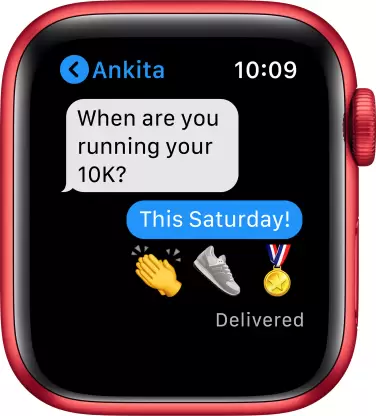 Ankita 10:09
When are you
running your
10K?
This Saturday!
👏👟🏅
Delivered